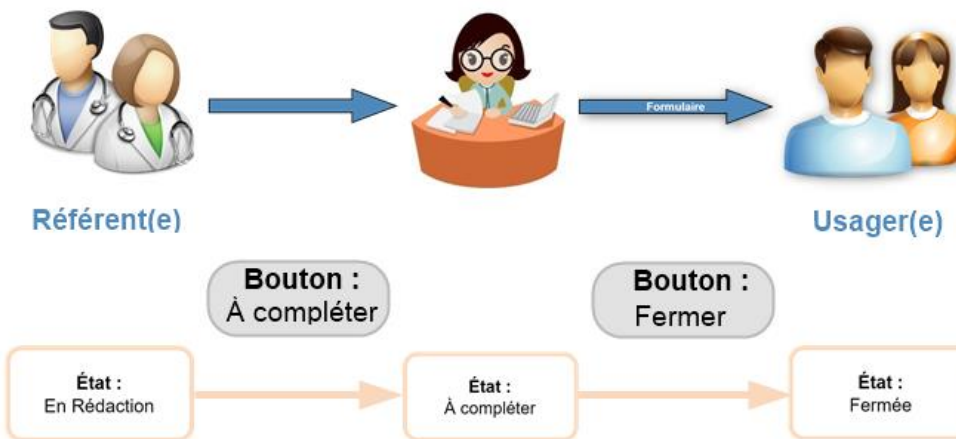 Formulaire
Référent(e)
Usager(e)
Bouton :
À compléter
Bouton :
Fermer
État :
En Rédaction
État :
À compléter
État :
Fermée